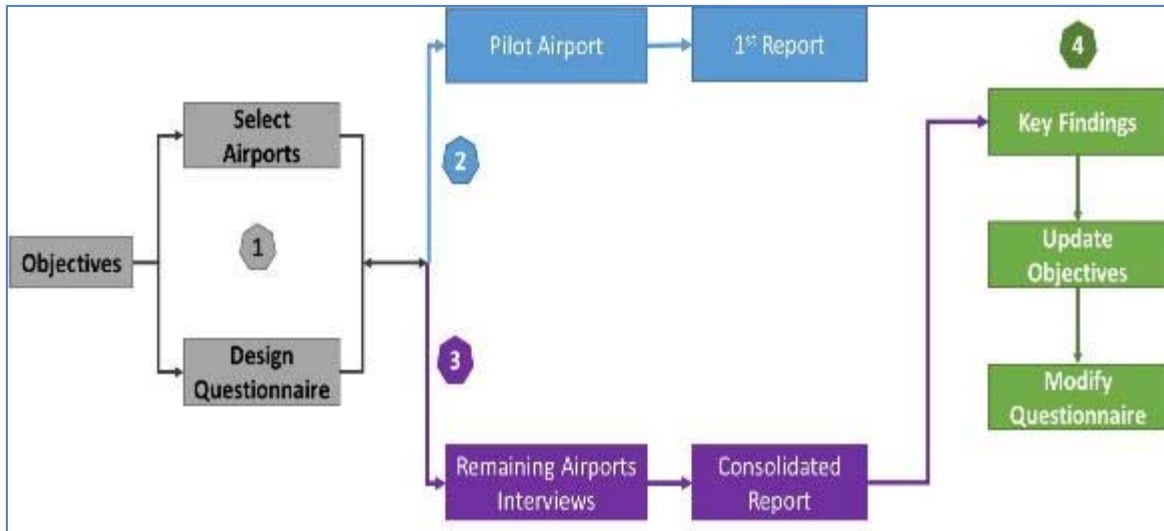 Objectives
Select
Airports
1
Design
Questionnaire
2
Pilot Airport
1st Report
3
Remaining Airports
Interviews
Consolidated
Report
4
Key Findings
Update
Objectives
Modify
Questionnaire